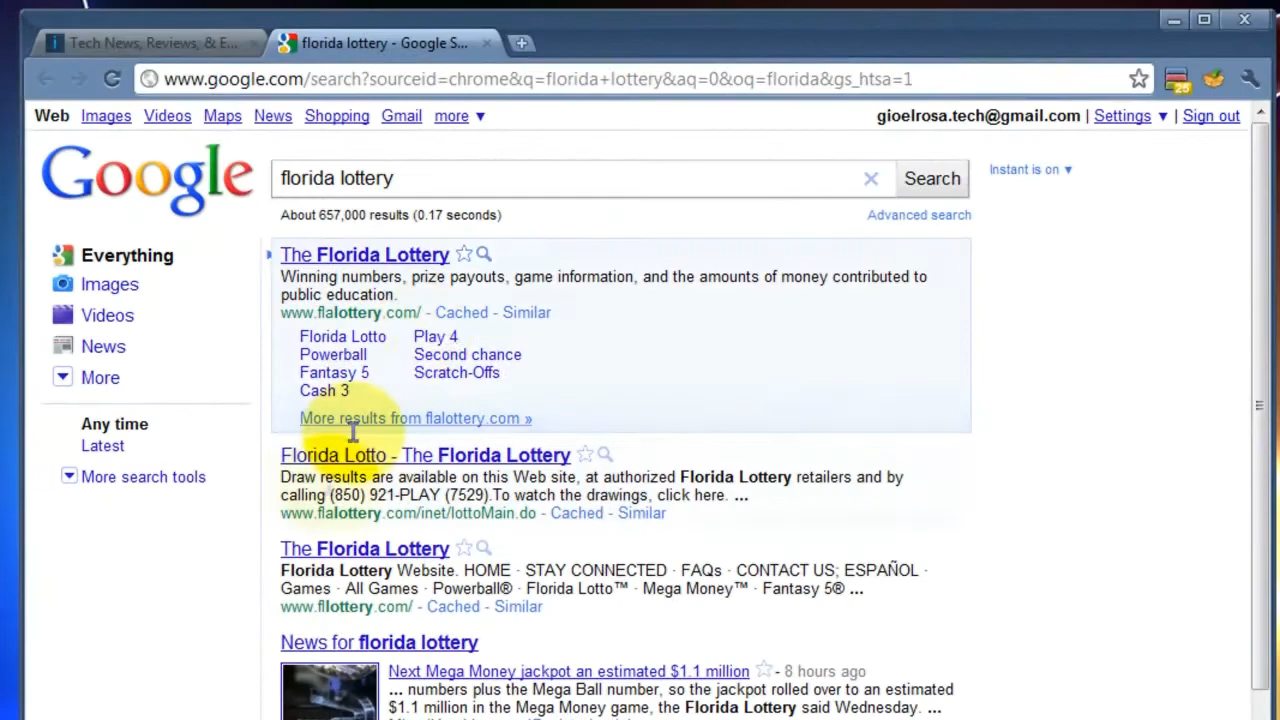 Tech News, Reviews, & E...
florida lottery - Google S...
www.google.com/search?sourceid=chrome&q=florida+lottery&aq=0&oq=florida&gs_htsa=1
25
Web Images Videos Maps News Shopping Gmail more ▼
gioelrosa.tech@gmail.com | Settings ▼ | Sign out
Google
florida lottery
Search
Instant is on ▼
About 657,000 results (0.17 seconds)
Advanced search
Everything
Images
Videos
News
More
Any time
Latest
More search tools
The Florida Lottery
Winning numbers, prize payouts, game information, and the amounts of money contributed to
public education.
www.flalottery.com/ - Cached - Similar
Florida Lotto Play 4
Powerball Second chance
Fantasy 5 Scratch-Offs
Cash 3
More results from flalottery.com »
Florida Lotto - The Florida Lottery
Draw results are available on this Web site, at authorized Florida Lottery retailers and by
calling (850) 921-PLAY (7529).To watch the drawings, click here. ...
www.flalottery.com/inet/lottoMain.do - Cached - Similar
The Florida Lottery
Florida Lottery Website. HOME · STAY CONNECTED · FAQs · CONTACT US; ESPAÑOL ·
Games · All Games · Powerball® · Florida Lotto™ · Mega Money™ · Fantasy 5® ...
www.fllottery.com/ - Cached - Similar
News for florida lottery
Next Mega Money jackpot an estimated $1.1 million - 8 hours ago
... numbers plus the Mega Ball number, so the jackpot rolled over to an estimated
$1.1 million in the Mega Money game, the Florida Lottery said Wednesday. ...